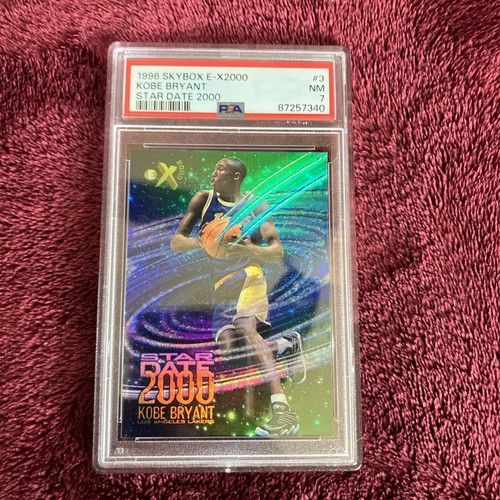 1996 SKYBOX E-X2000 #3
KOBE BRYANT NM
STAR DATE 2000 7
PSA 87257340
E-X 2000
STAR
DATE
2000
KOBE BRYANT
LOS ANGELES LAKERS